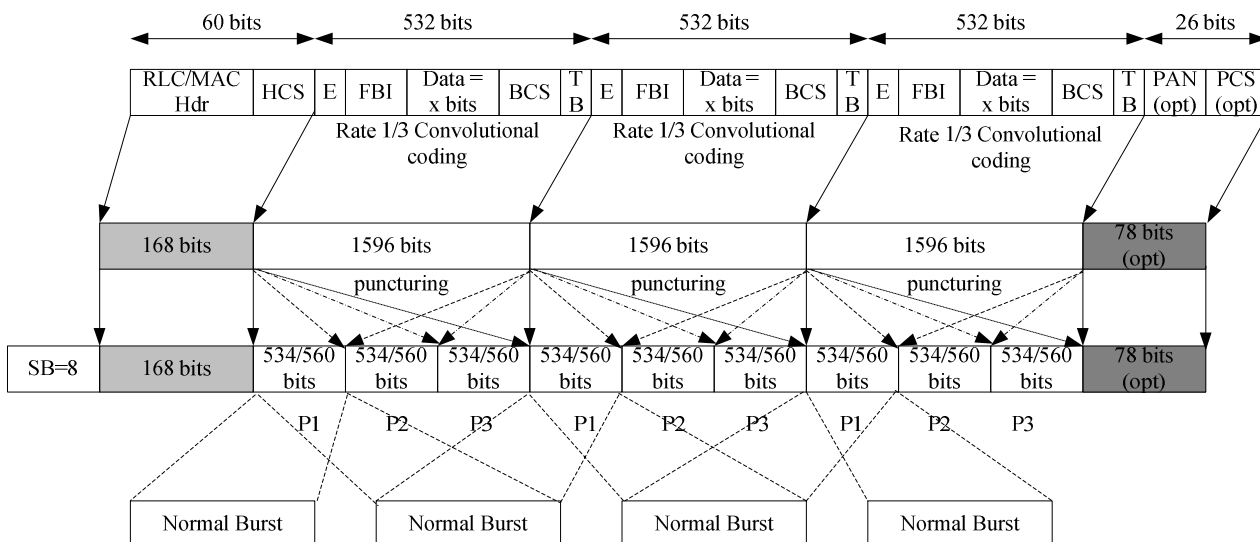 60 bits 532 bits 532 bits 532 bits 26 bits
RLC/MAC Hdr HCS E FBI Data = x bits BCS T B E FBI Data = x bits BCS T B E FBI Data = x bits BCS T B PAN (opt) PCS (opt)
Rate 1/3 Convolutional coding
Rate 1/3 Convolutional coding
Rate 1/3 Convolutional coding
168 bits 1596 bits 1596 bits 1596 bits 78 bits (opt)
puncturing puncturing puncturing
SB=8 168 bits 534/560 bits 534/560 bits 534/560 bits 534/560 bits 534/560 bits 534/560 bits 534/560 bits 534/560 bits 534/560 bits 78 bits (opt)
P1 P2 P3 P1 P2 P3 P1 P2 P3
Normal Burst Normal Burst Normal Burst Normal Burst